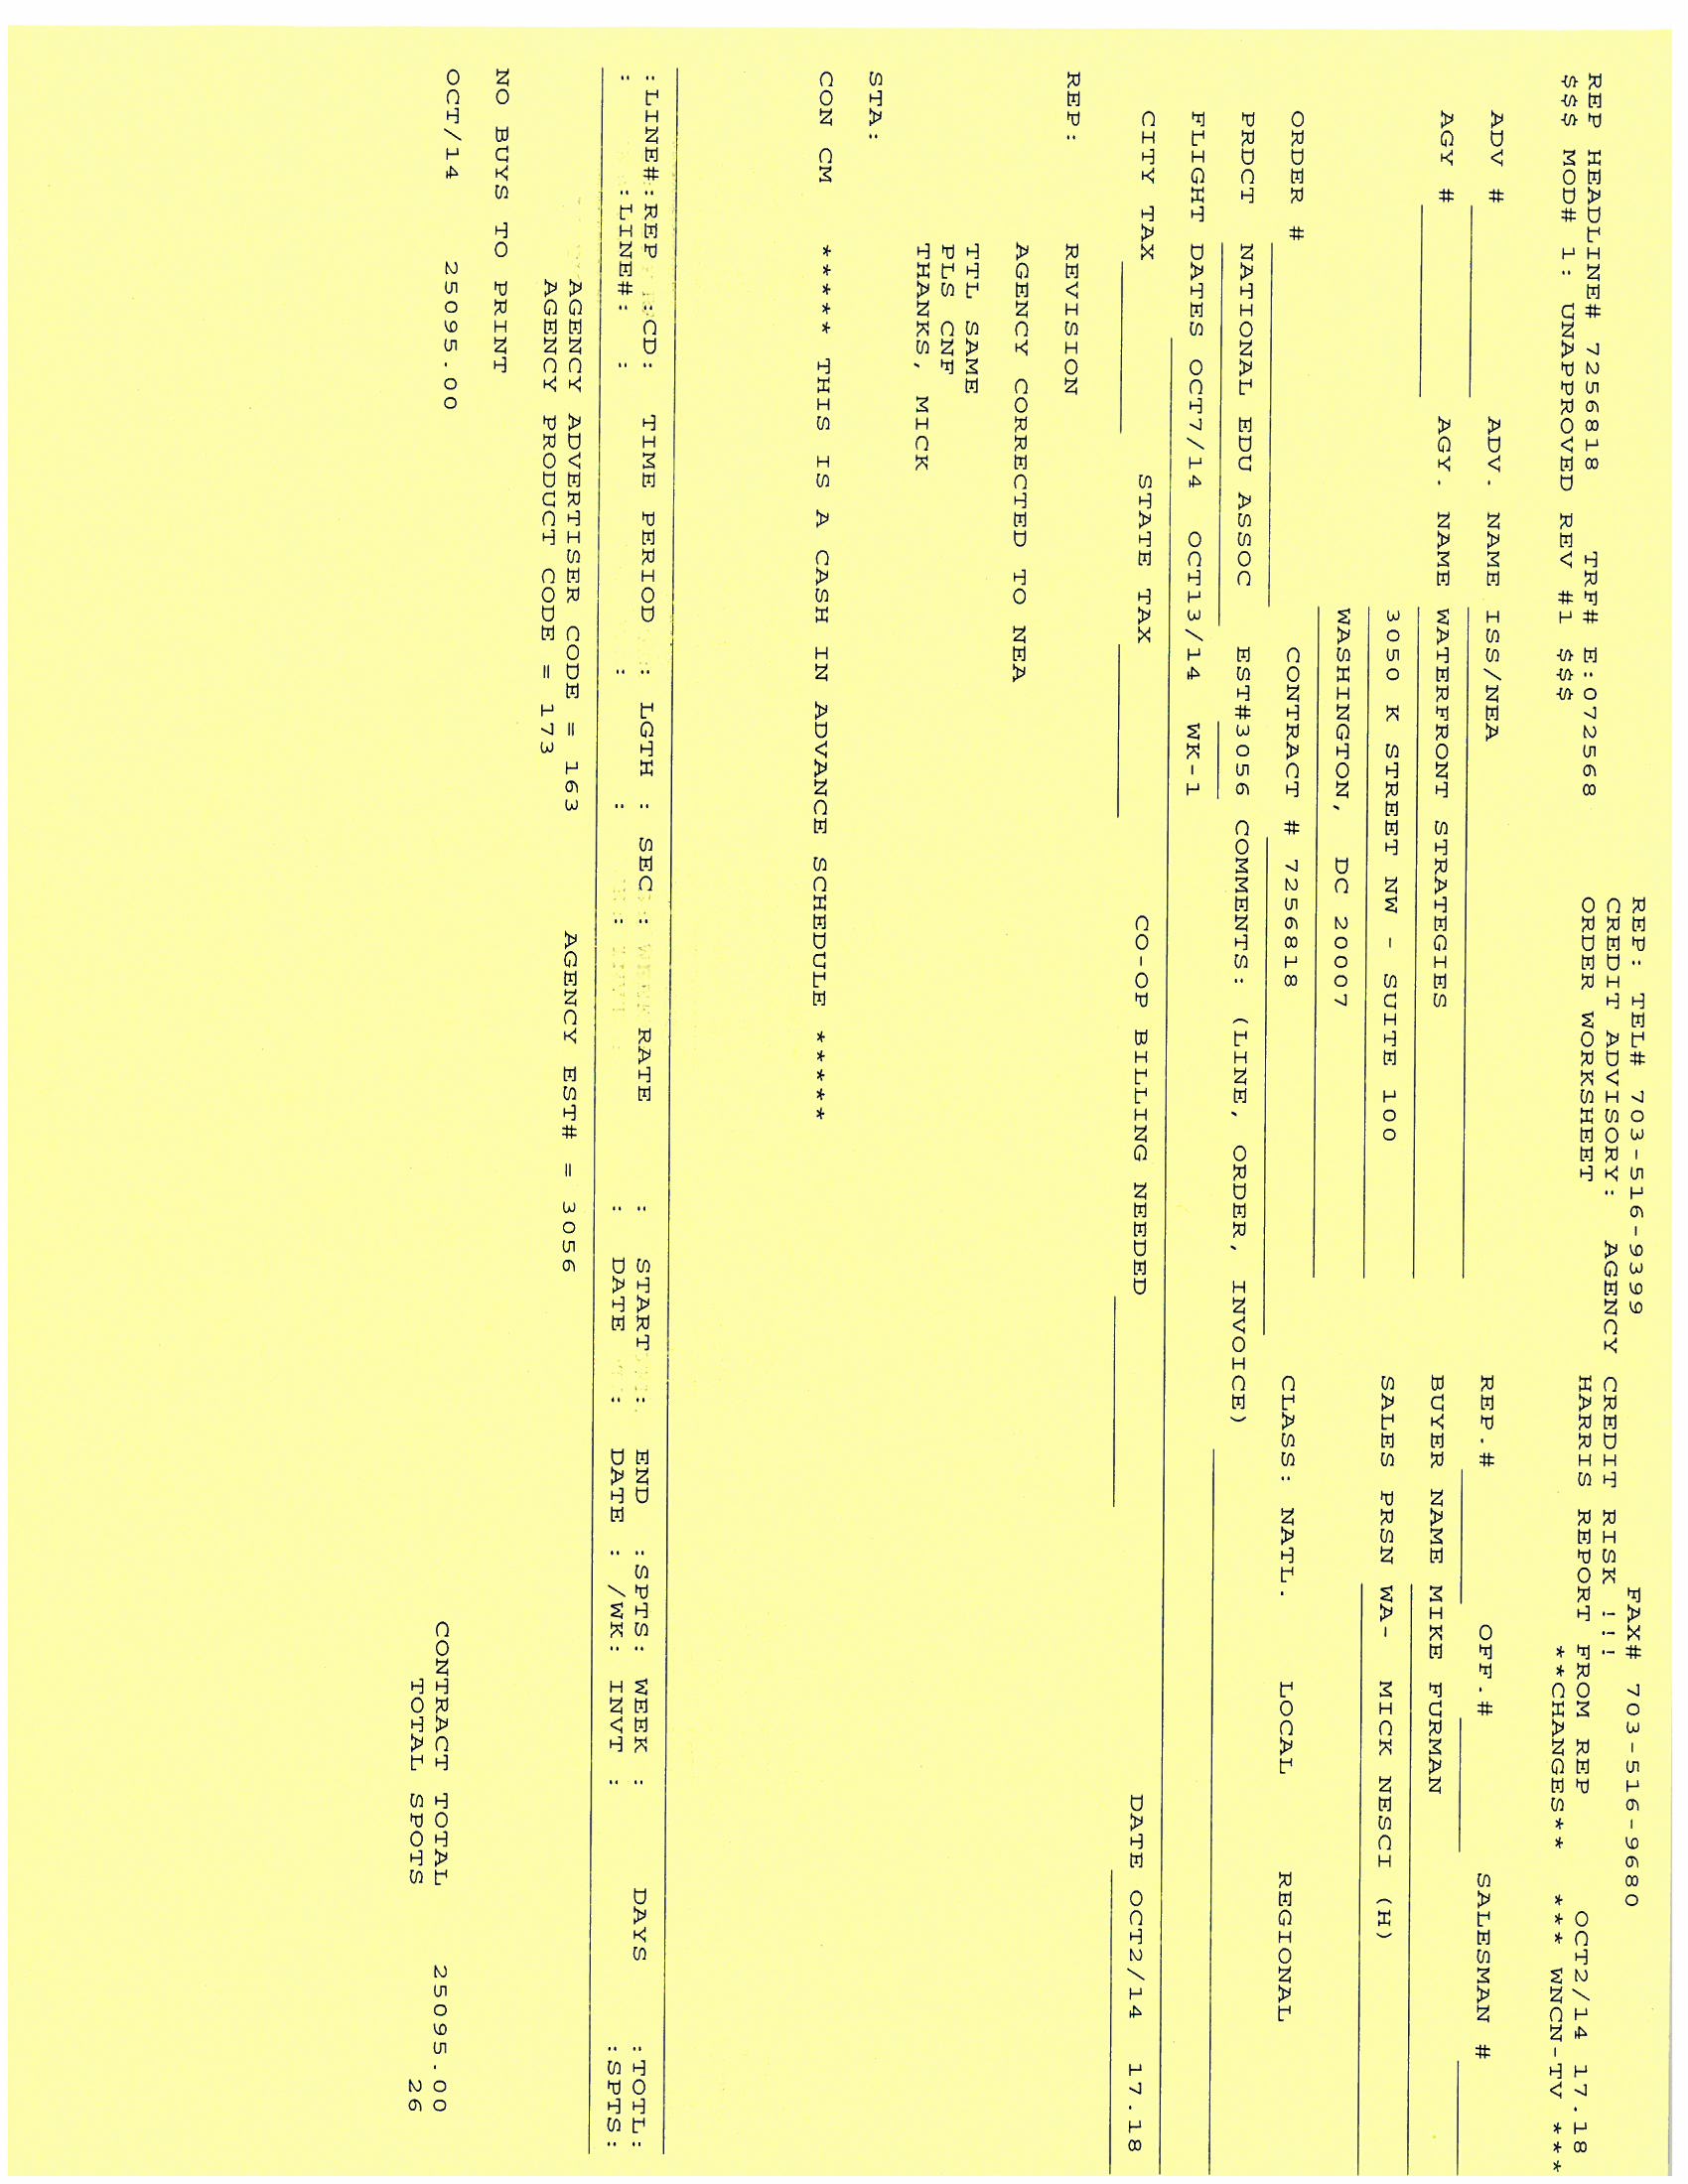 REP: TEL# 703-516-9399 FAX# 703-516-9680
CREDIT ADVISORY: AGENCY CREDIT RISK !!!
REP HEADLINE# 7256818 TRF# E:072568 ORDER WORKSHEET HARRIS REPORT FROM REP OCT2/14 17.18
$$$ MOD# 1: UNAPPROVED REV #1 $$$ **CHANGES** *** WNCN-TV ***
ADV # ADV. NAME ISS/NEA REP.# OFF.# SALESMAN #
AGY # AGY. NAME WATERFRONT STRATEGIES BUYER NAME MIKE FURMAN
3050 K STREET NW - SUITE 100 SALES PRSN WA- MICK NESCI (H)
WASHINGTON, DC 20007
ORDER # CONTRACT # 7256818 CLASS: NATL. LOCAL REGIONAL
PRDCT NATIONAL EDU ASSOC EST#3056 COMMENTS: (LINE, ORDER, INVOICE)
FLIGHT DATES OCT7/14 OCT13/14 WK-1
CITY TAX STATE TAX CO-OP BILLING NEEDED DATE OCT2/14 17.18
REP: REVISION
AGENCY CORRECTED TO NEA
TTL SAME
PLS CNF
THANKS, MICK
STA:
CON CM ***** THIS IS A CASH IN ADVANCE SCHEDULE *****
:LINE#:REP :CD: TIME PERIOD : LGTH : SEC : RATE : START : END :SPTS: WEEK : DAYS :TOTL:
: :LINE#: : : : : : DATE : DATE : /WK: INVT : :SPTS:
AGENCY ADVERTISER CODE = 163 AGENCY EST# = 3056
AGENCY PRODUCT CODE = 173
NO BUYS TO PRINT
OCT/14 25095.00 CONTRACT TOTAL 25095.00
TOTAL SPOTS 26